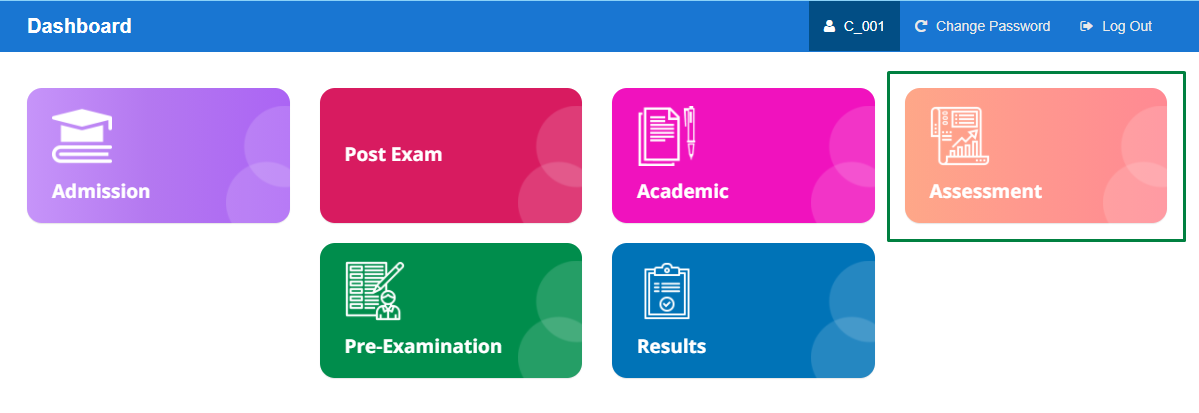 Dashboard
C_001
Change Password
Log Out
Admission
Post Exam
Academic
Assessment
Pre-Examination
Results